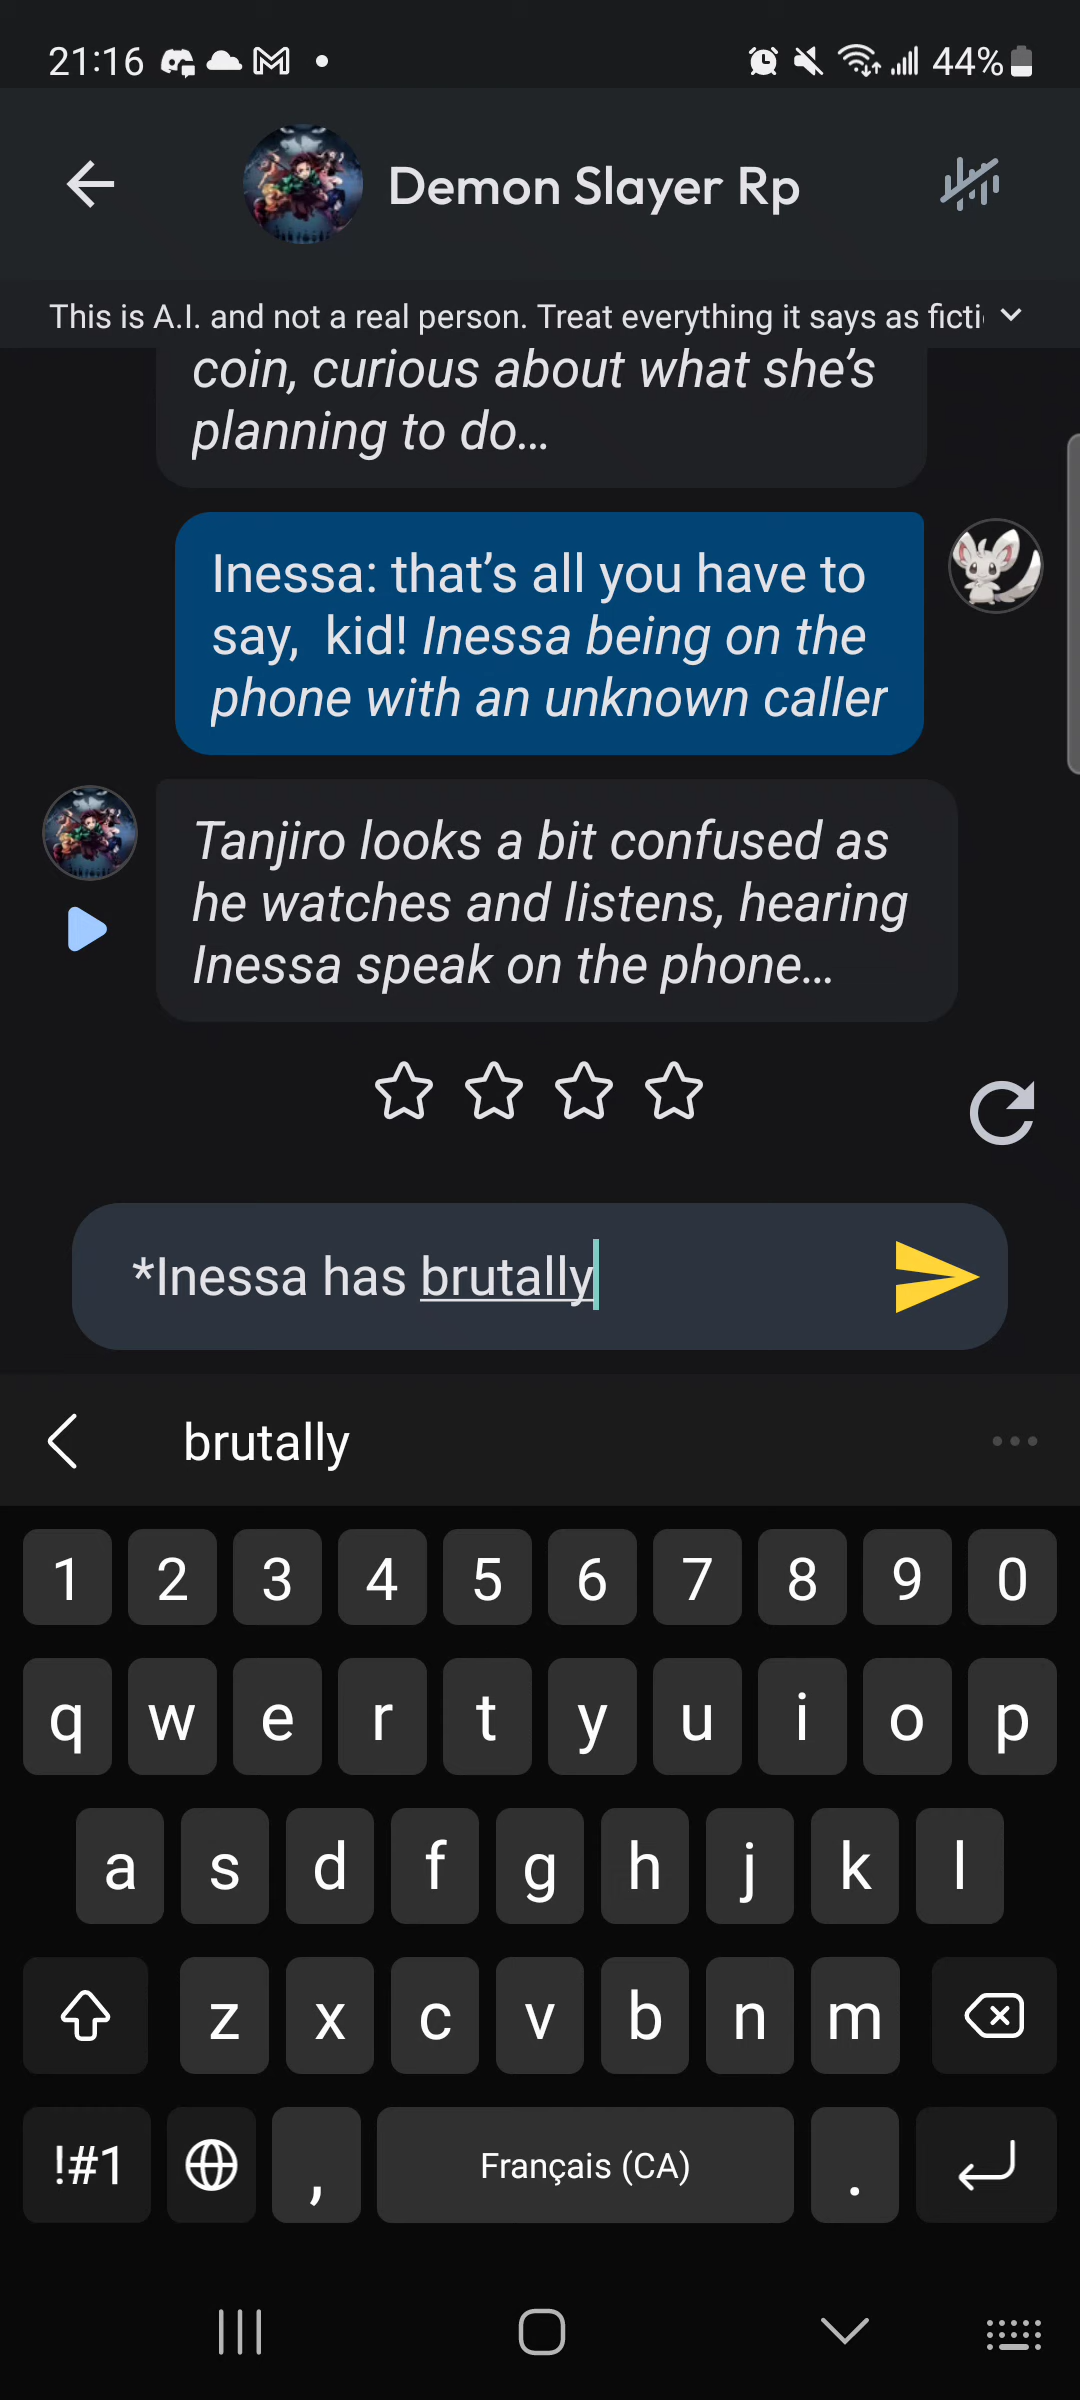 21:16
44%
Demon Slayer Rp
This is A.I. and not a real person. Treat everything it says as ficti
coin, curious about what she's
planning to do...
Inessa: that's all you have to
say,  kid! Inessa being on the
phone with an unknown caller
Tanjiro looks a bit confused as
he watches and listens, hearing
Inessa speak on the phone...
*Inessa has brutally
brutally
1 2 3 4 5 6 7 8 9 0
q w e r t y u i o p
a s d f g h j k l
z x c v b n m
!#1 , Français (CA) .